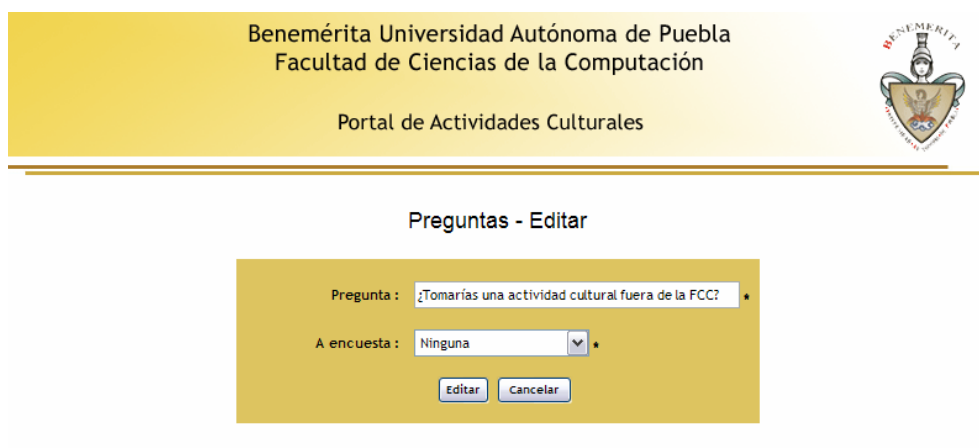 Benemérita Universidad Autónoma de Puebla
Facultad de Ciencias de la Computación
Portal de Actividades Culturales
BENEMERITA
Preguntas - Editar
Pregunta : ¿Tomarías una actividad cultural fuera de la FCC? *
A encuesta : Ninguna *
Editar Cancelar